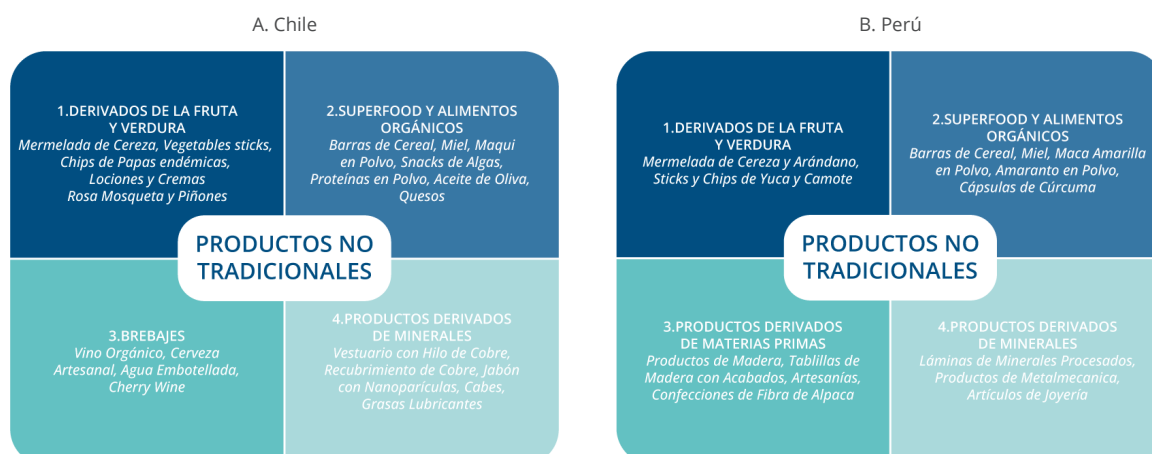 A. Chile
1.DERIVADOS DE LA FRUTA
Y VERDURA
Mermelada de Cereza, Vegetables sticks,
Chips de Papas endémicas,
Lociones y Cremas
Rosa Mosqueta y Piñones
2.SUPERFOOD Y ALIMENTOS
ORGÁNICOS
Barras de Cereal, Miel, Maqui
en Polvo, Snacks de Algas,
Proteínas en Polvo, Aceite de Oliva,
Quesos
PRODUCTOS NO
TRADICIONALES
3.BREBAJES
Vino Orgánico, Cerveza
Artesanal, Agua Embotellada,
Cherry Wine
4.PRODUCTOS DERIVADOS
DE MINERALES
Vestuario con Hilo de Cobre,
Recubrimiento de Cobre, Jabón
con Nanoparículas, Cabes,
Grasas Lubricantes
B. Perú
1.DERIVADOS DE LA FRUTA
Y VERDURA
Mermelada de Cereza y Arándano,
Sticks y Chips de Yuca y Camote
2.SUPERFOOD Y ALIMENTOS
ORGÁNICOS
Barras de Cereal, Miel, Maca Amarilla
en Polvo, Amaranto en Polvo,
Cápsulas de Cúrcuma
PRODUCTOS NO
TRADICIONALES
3.PRODUCTOS DERIVADOS
DE MATERIAS PRIMAS
Productos de Madera, Tablillas de
Madera con Acabados, Artesanías,
Confecciones de Fibra de Alpaca
4.PRODUCTOS DERIVADOS
DE MINERALES
Láminas de Minerales Procesados,
Productos de Metalmecanica,
Artículos de Joyería